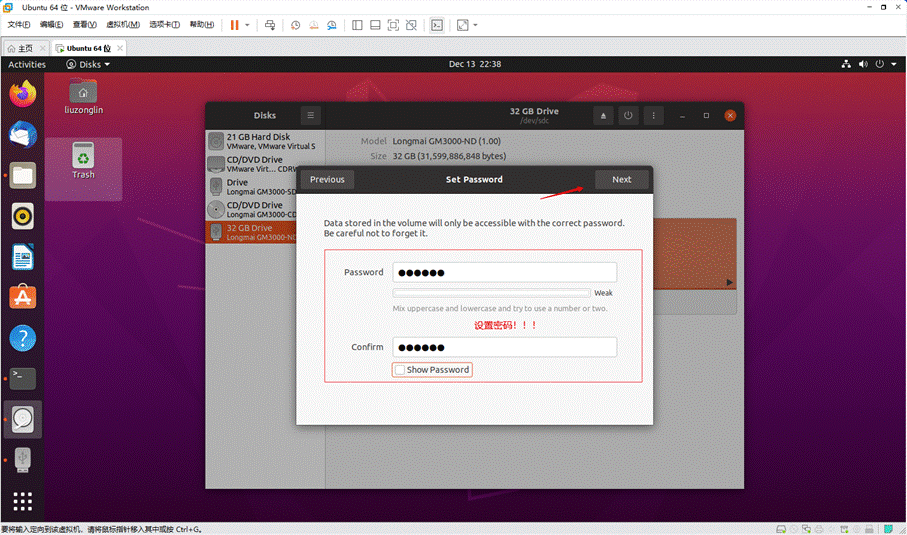 Ubuntu 64 位 - VMware Workstation
文件(F) 编辑(E) 查看(V) 虚拟机(M) 选项卡(T) 帮助(H)
主页 Ubuntu 64 位
Activities Disks Dec 13 22:38
liuzonglin
Trash
Disks
32 GB Drive
/dev/sdc
21 GB Hard Disk
VMware, VMware Virtual S
CD/DVD Drive
VMware Virt... CDRW
Drive
Longmai GM3000-SD
CD/DVD Drive
Longmai GM3000-CD
32 GB Drive
Longmai GM3000-ND
Model Longmai GM3000-ND (1.00)
Size 32 GB (31,599,886,848 bytes)
Previous Set Password Next
Data stored in the volume will only be accessible with the correct password.
Be careful not to forget it.
Password ●●●●●●
Weak
Mix uppercase and lowercase and try to use a number or two.
设置密码！！！
Confirm ●●●●●●
Show Password
要将输入定向到该虚拟机，请将鼠标指针移入其中或按 Ctrl+G。